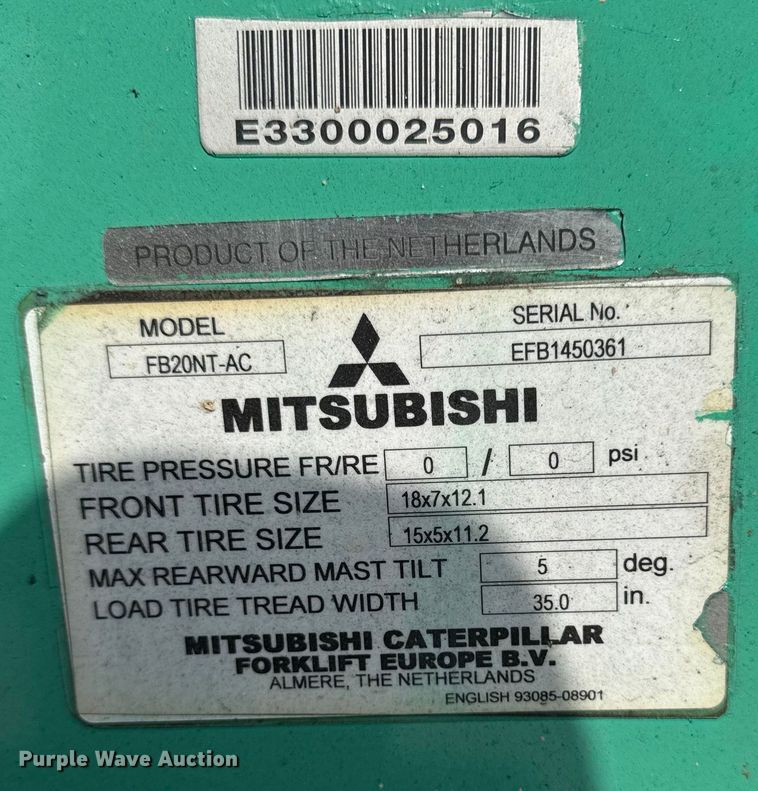 E3300025016
PRODUCT OF THE NETHERLANDS
MODEL
FB20NT-AC
SERIAL No.
EFB1450361
MITSUBISHI
TIRE PRESSURE FR/RE 0 / 0 psi
FRONT TIRE SIZE 18x7x12.1
REAR TIRE SIZE 15x5x11.2
MAX REARWARD MAST TILT 5 deg.
LOAD TIRE TREAD WIDTH 35.0 in.
MITSUBISHI CATERPILLAR
FORKLIFT EUROPE B.V.
ALMERE, THE NETHERLANDS
ENGLISH 93085-08901
Purple Wave Auction